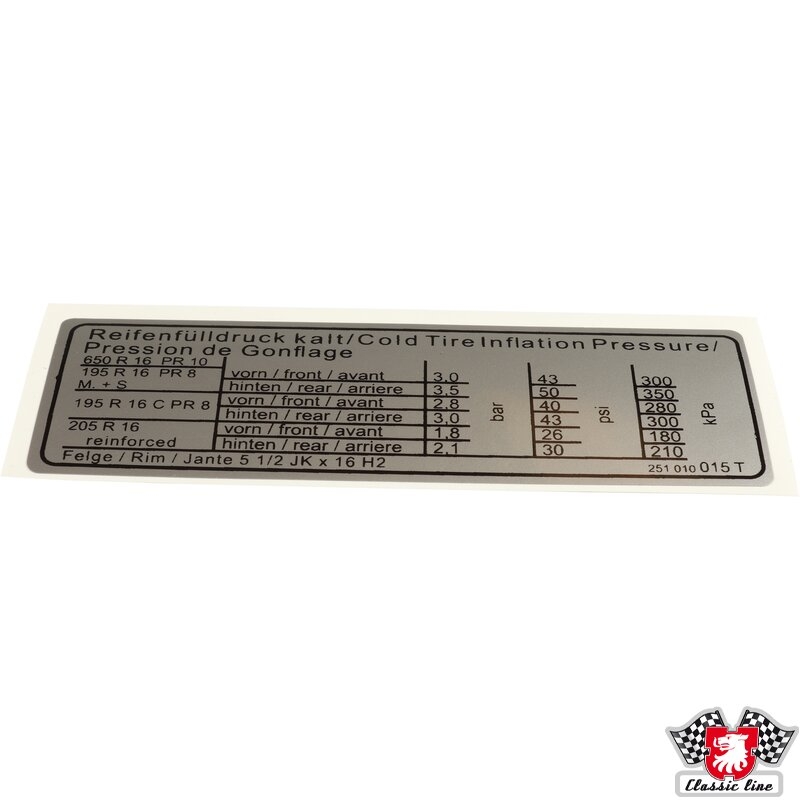 Reifenfülldruck kalt/Cold Tire Inflation Pressure/
Pression de Gonflage
650 R 16 PR 10
195 R 16 PR 8 vorn / front / avant 3,0 43 300
M. + S hinten / rear / arriere 3,5 50 350
195 R 16 C PR 8 vorn / front / avant 2,8 bar 40 psi 280 kPa
hinten / rear / arriere 3,0 43 300
205 R 16 vorn / front / avant 1,8 26 180
reinforced hinten / rear / arriere 2,1 30 210
Felge / Rim / Jante 5 1/2 JK x 16 H2 251 010 015 T
Classic line